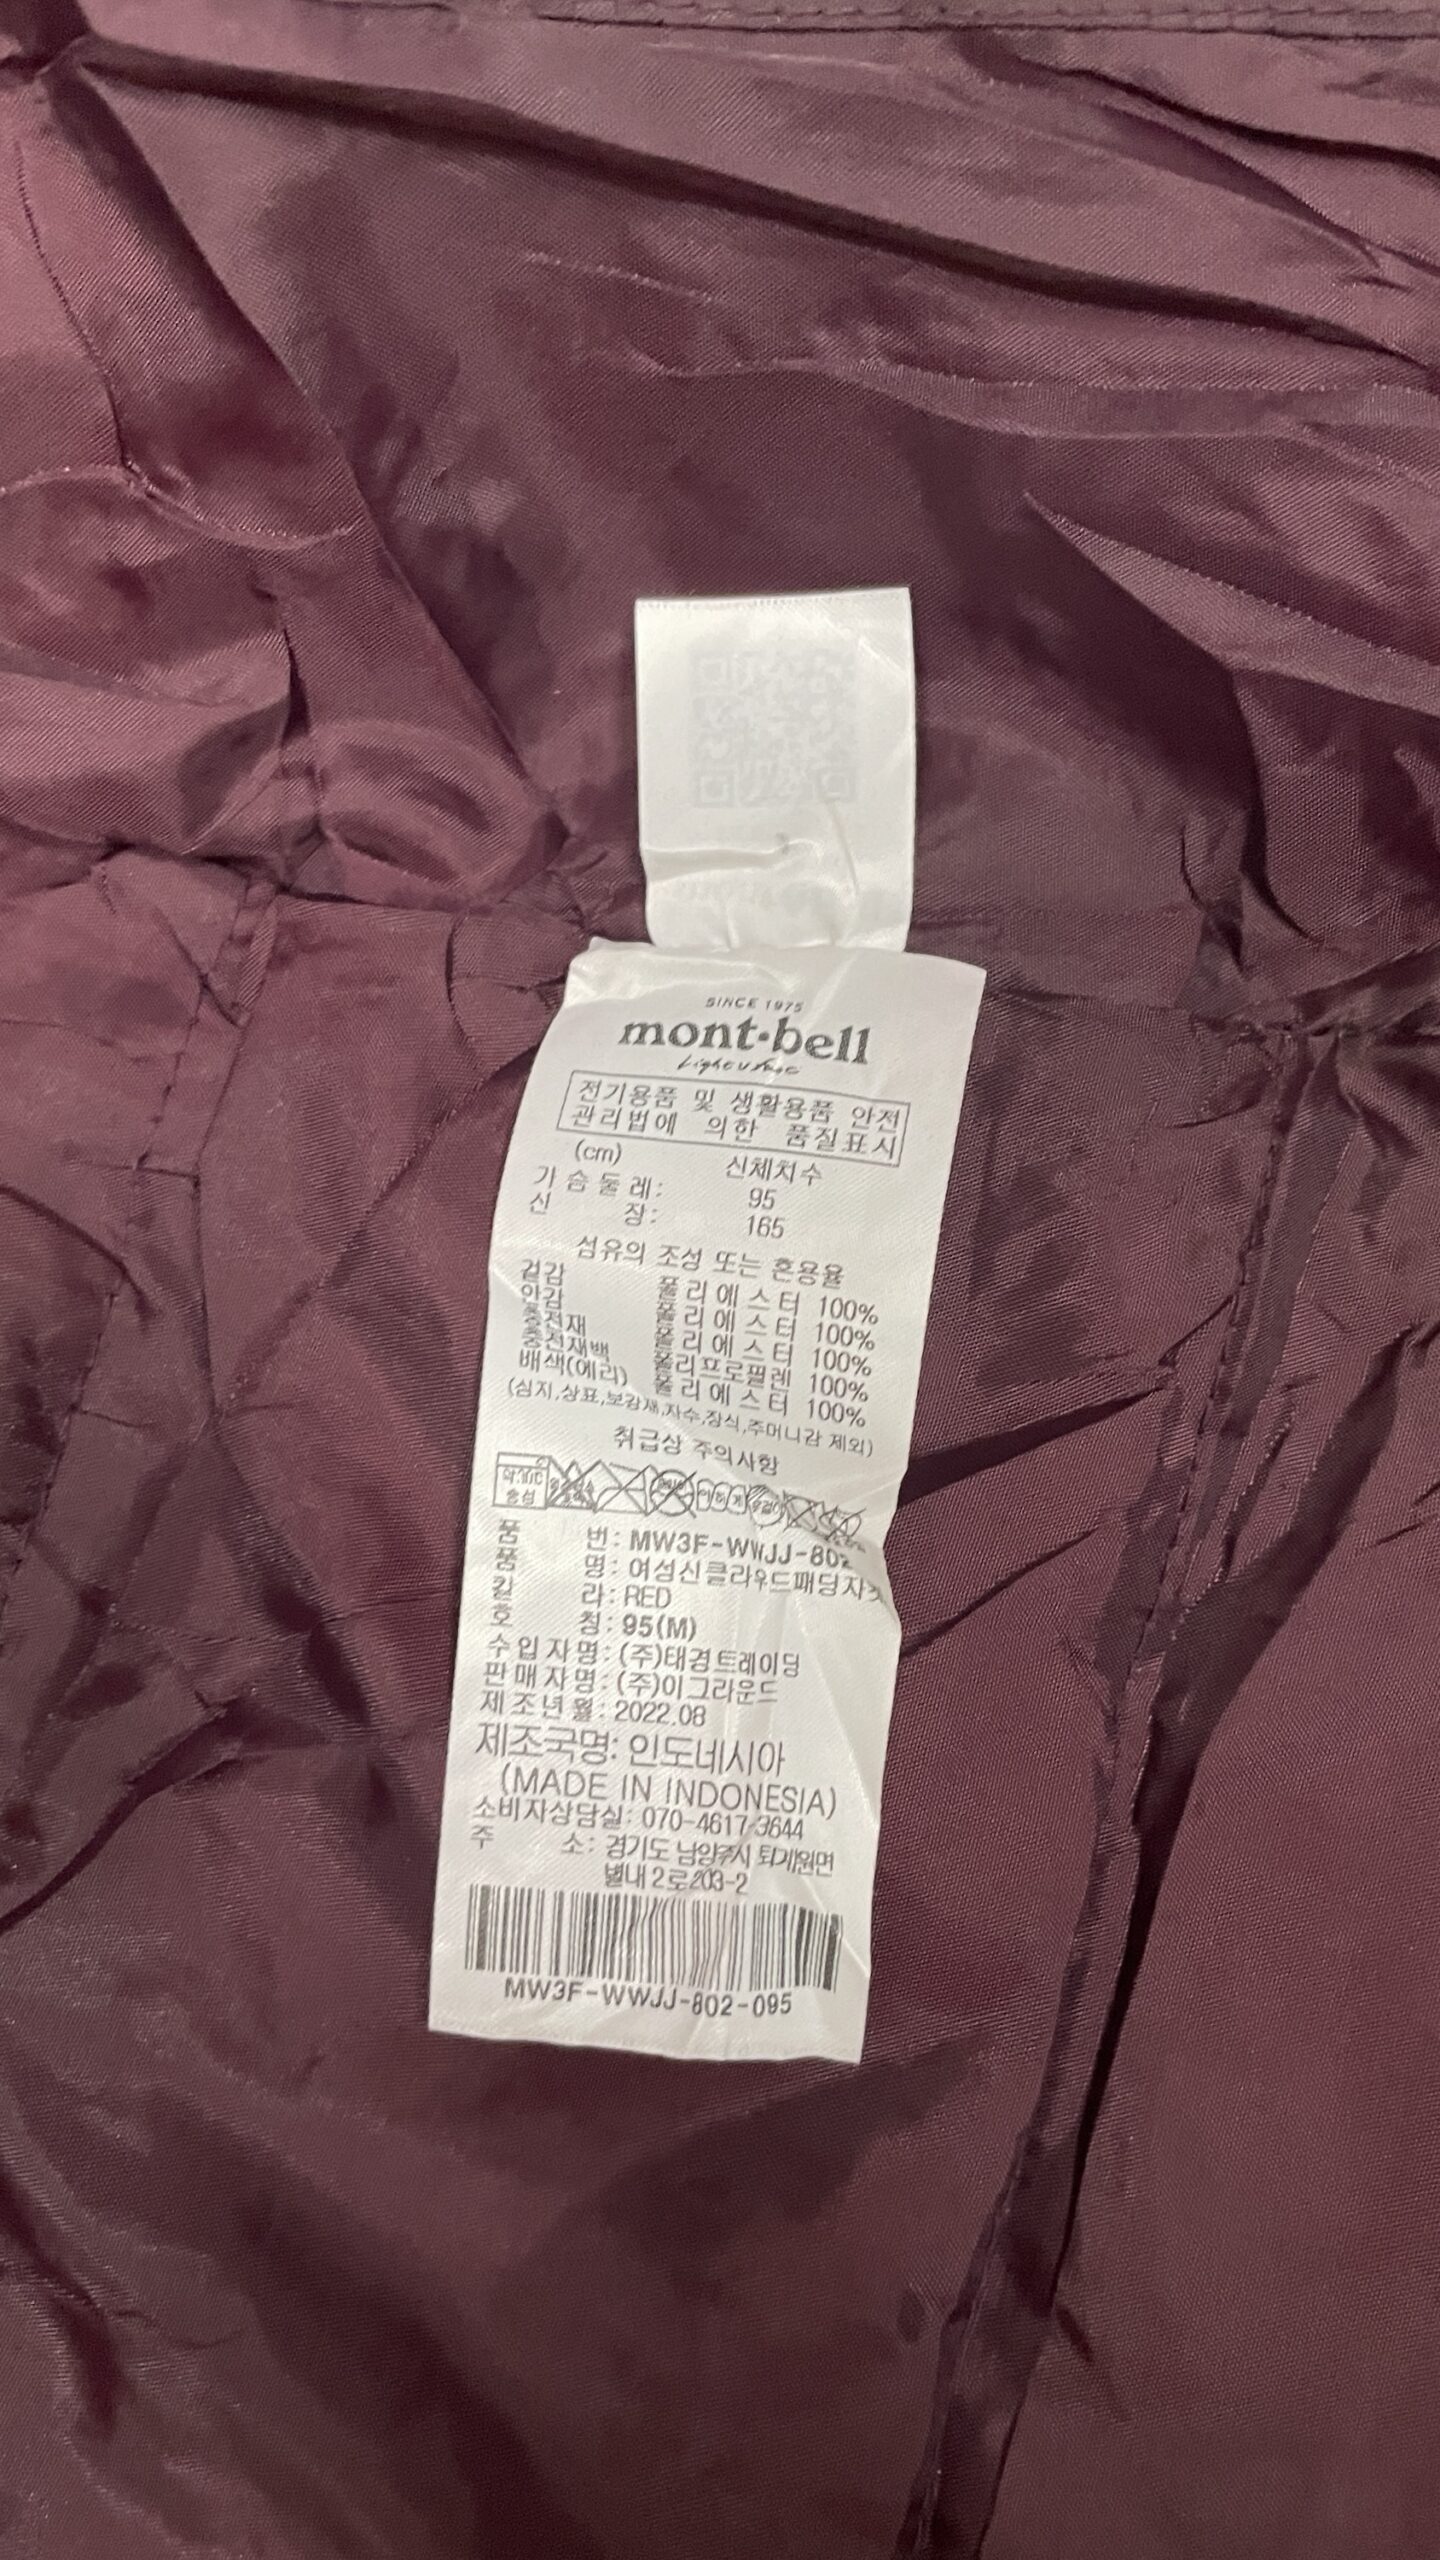 SINCE 1975
mont·bell
전기용품 및 생활용품 안전
관리법에 의한 품질표시
(cm) 신체치수
가슴둘레: 95
신 장: 165
섬유의 조성 또는 혼용율
겉감 폴리에스터 100%
안감 폴리에스터 100%
충전재 폴리에스터 100%
충전재백 폴리프로필렌 100%
배색(에리) 폴리에스터 100%
(심지,상표,보강재,자수,장식,주머니감 제외)
취급상 주의사항
품 번: MW3F-WWJJ-802
품 명: 여성신클라우드패딩자켓
칼 라: RED
호 칭: 95(M)
수입자명: (주)태경트레이딩
판매자명: (주)이그라운드
제조년월: 2022.08
제조국명: 인도네시아
(MADE IN INDONESIA)
소비자상담실: 070-4617-3644
주 소: 경기도 남양주시 퇴계원면
별내2로203-2
MW3F-WWJJ-802-095